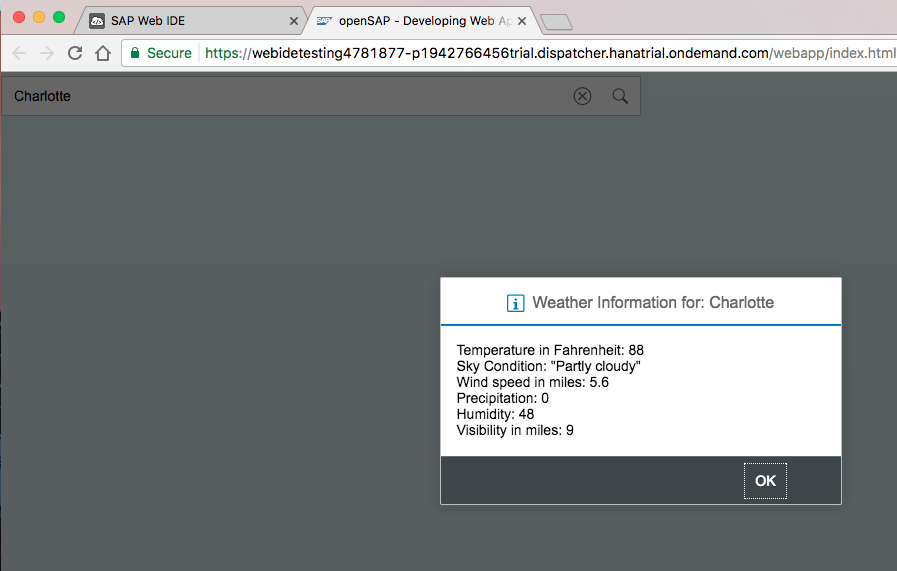 SAP Web IDE
SAP openSAP - Developing Web Ap
Secure https://webidetesting4781877-p1942766456trial.dispatcher.hanatrial.ondemand.com/webapp/index.html
Charlotte
Weather Information for: Charlotte
Temperature in Fahrenheit: 88
Sky Condition: "Partly cloudy"
Wind speed in miles: 5.6
Precipitation: 0
Humidity: 48
Visibility in miles: 9
OK